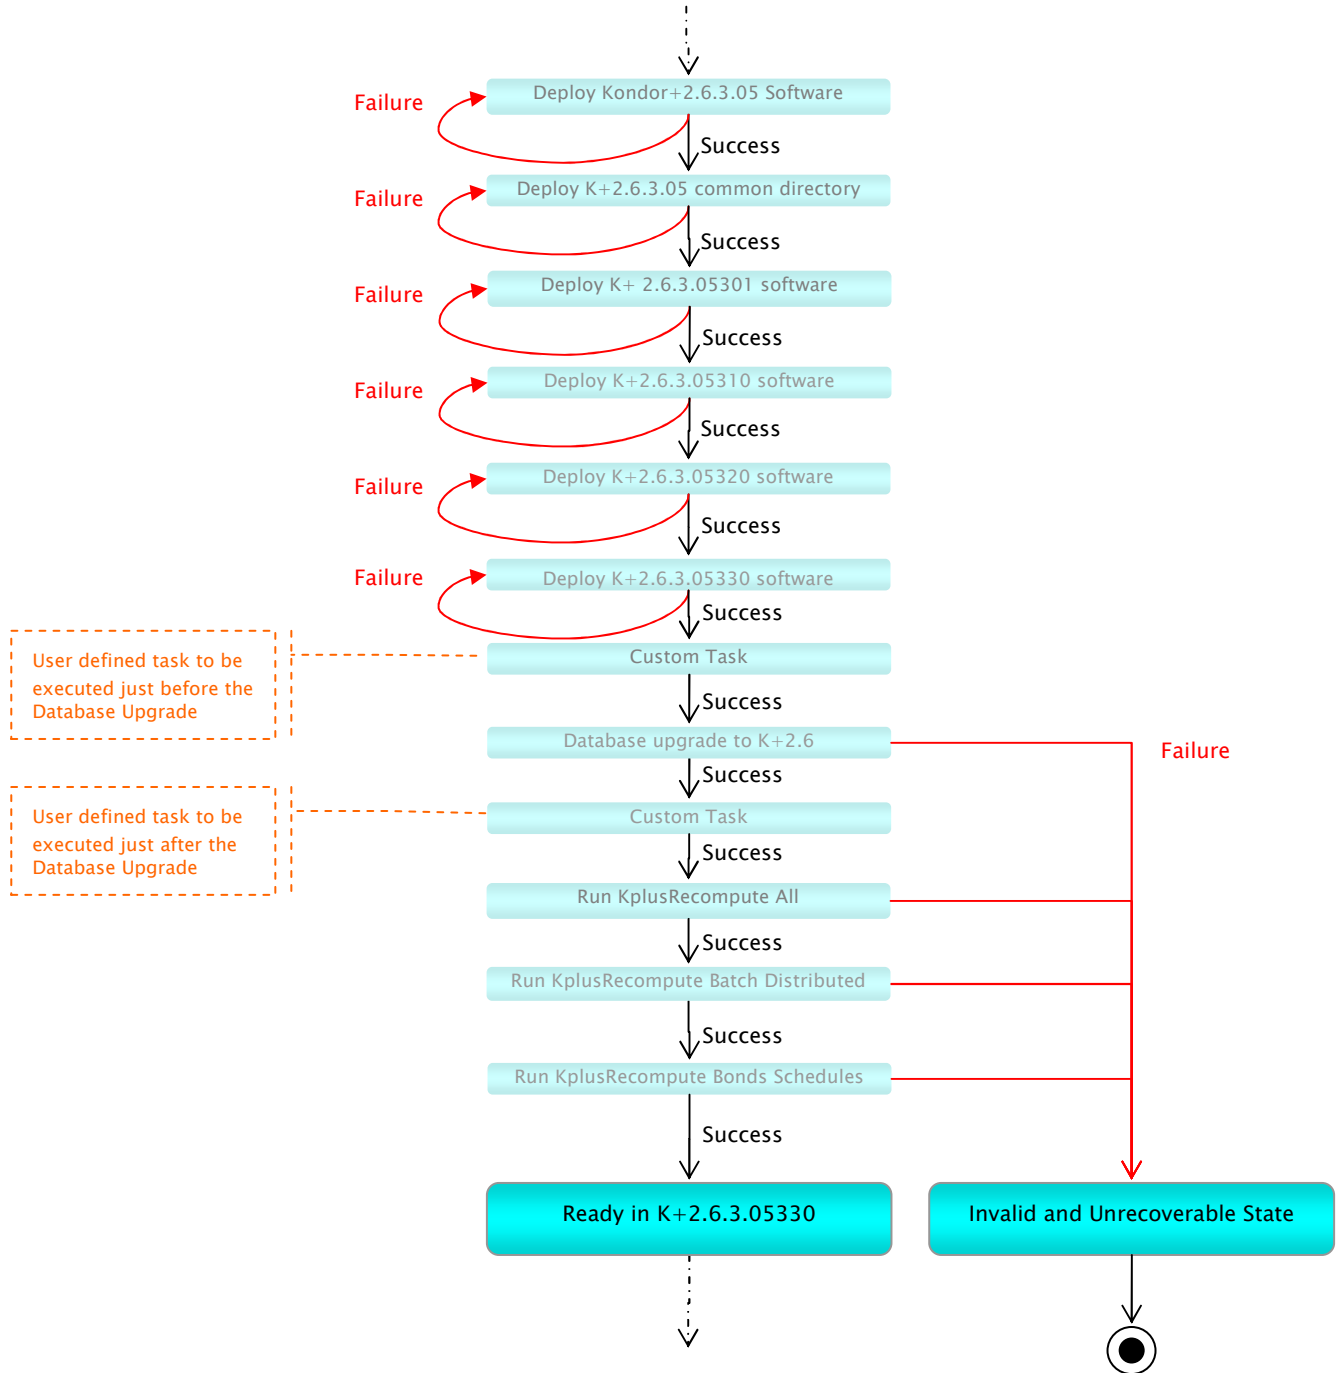 Deploy Kondor+2.6.3.05 Software
Failure
Success
Deploy K+2.6.3.05 common directory
Failure
Success
Deploy K+ 2.6.3.05301 software
Failure
Success
Deploy K+2.6.3.05310 software
Failure
Success
Deploy K+2.6.3.05320 software
Failure
Success
Deploy K+2.6.3.05330 software
Failure
Success
User defined task to be
executed just before the
Database Upgrade
Custom Task
Success
Database upgrade to K+2.6
Failure
Success
User defined task to be
executed just after the
Database Upgrade
Custom Task
Success
Run KplusRecompute All
Success
Run KplusRecompute Batch Distributed
Success
Run KplusRecompute Bonds Schedules
Success
Ready in K+2.6.3.05330
Invalid and Unrecoverable State